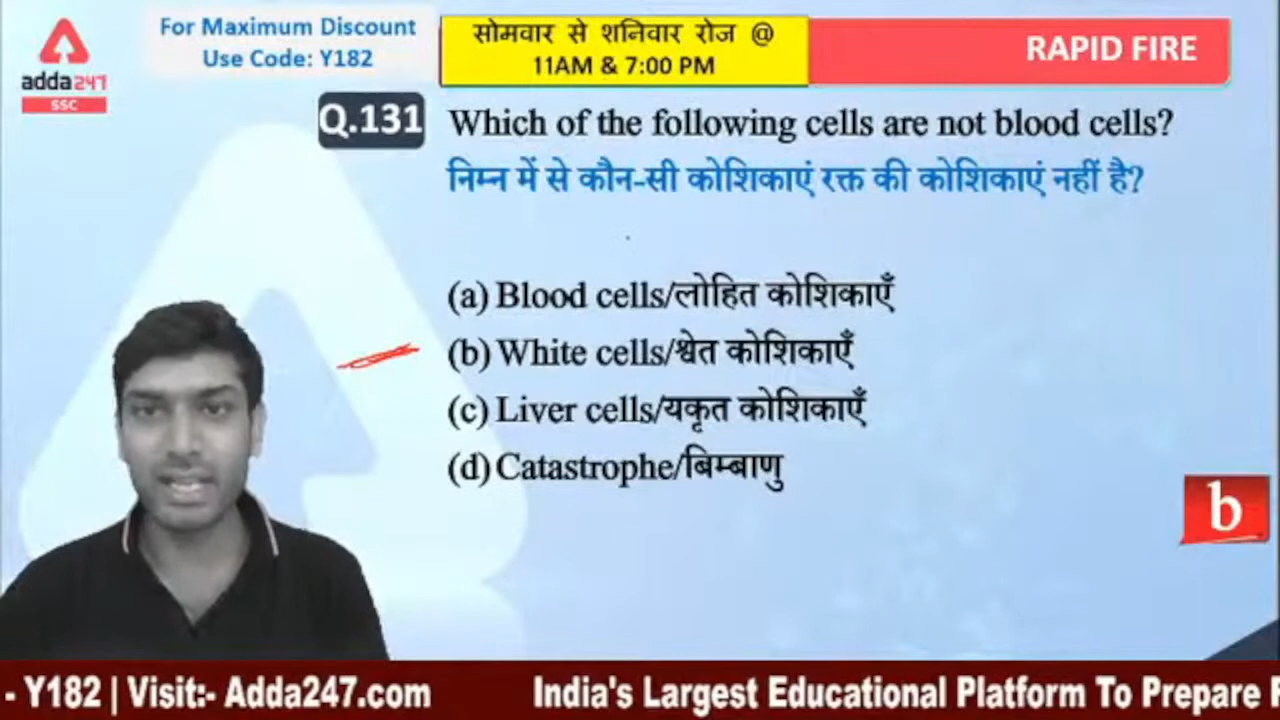 For Maximum Discount
Use Code: Y182
सोमवार से शनिवार रोज @
11AM & 7:00 PM
RAPID FIRE
adda247
SSC
Q.131 Which of the following cells are not blood cells?
निम्न में से कौन-सी कोशिकाएं रक्त की कोशिकाएं नहीं है?
(a) Blood cells/लोहित कोशिकाएँ
(b) White cells/श्वेत कोशिकाएँ
(c) Liver cells/यकृत कोशिकाएँ
(d) Catastrophe/बिम्बाणु
b
- Y182 | Visit:- Adda247.com India's Largest Educational Platform To Prepare